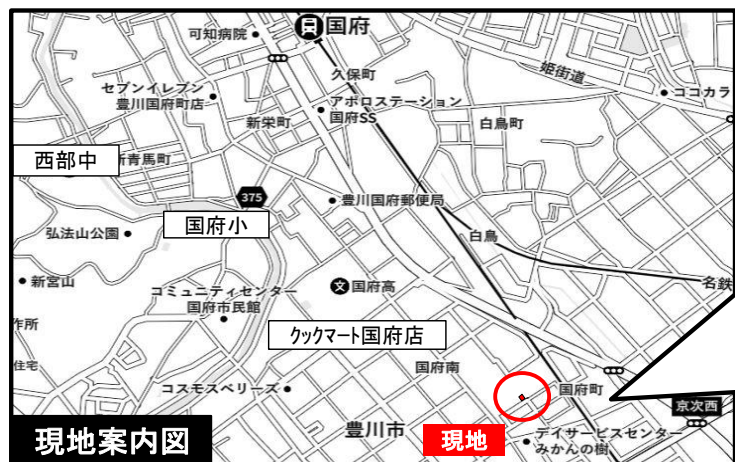 可知病院
国府
久保町
姫街道
セブンイレブン
豊川国府町店
アポロステーション
国府SS
ココカラ
新栄町
白鳥町
西部中
新青馬町
375
豊川国府郵便局
国府小
弘法山公園
白鳥
新宮山
コミュニティセンター
国府市民館
文
国府高
名鉄
作所
クックマート国府店
住宅
国府南
国府町
コスモスベリーズ
京次西
現地案内図
豊川市
現地
デイサービスセンター
みかんの樹